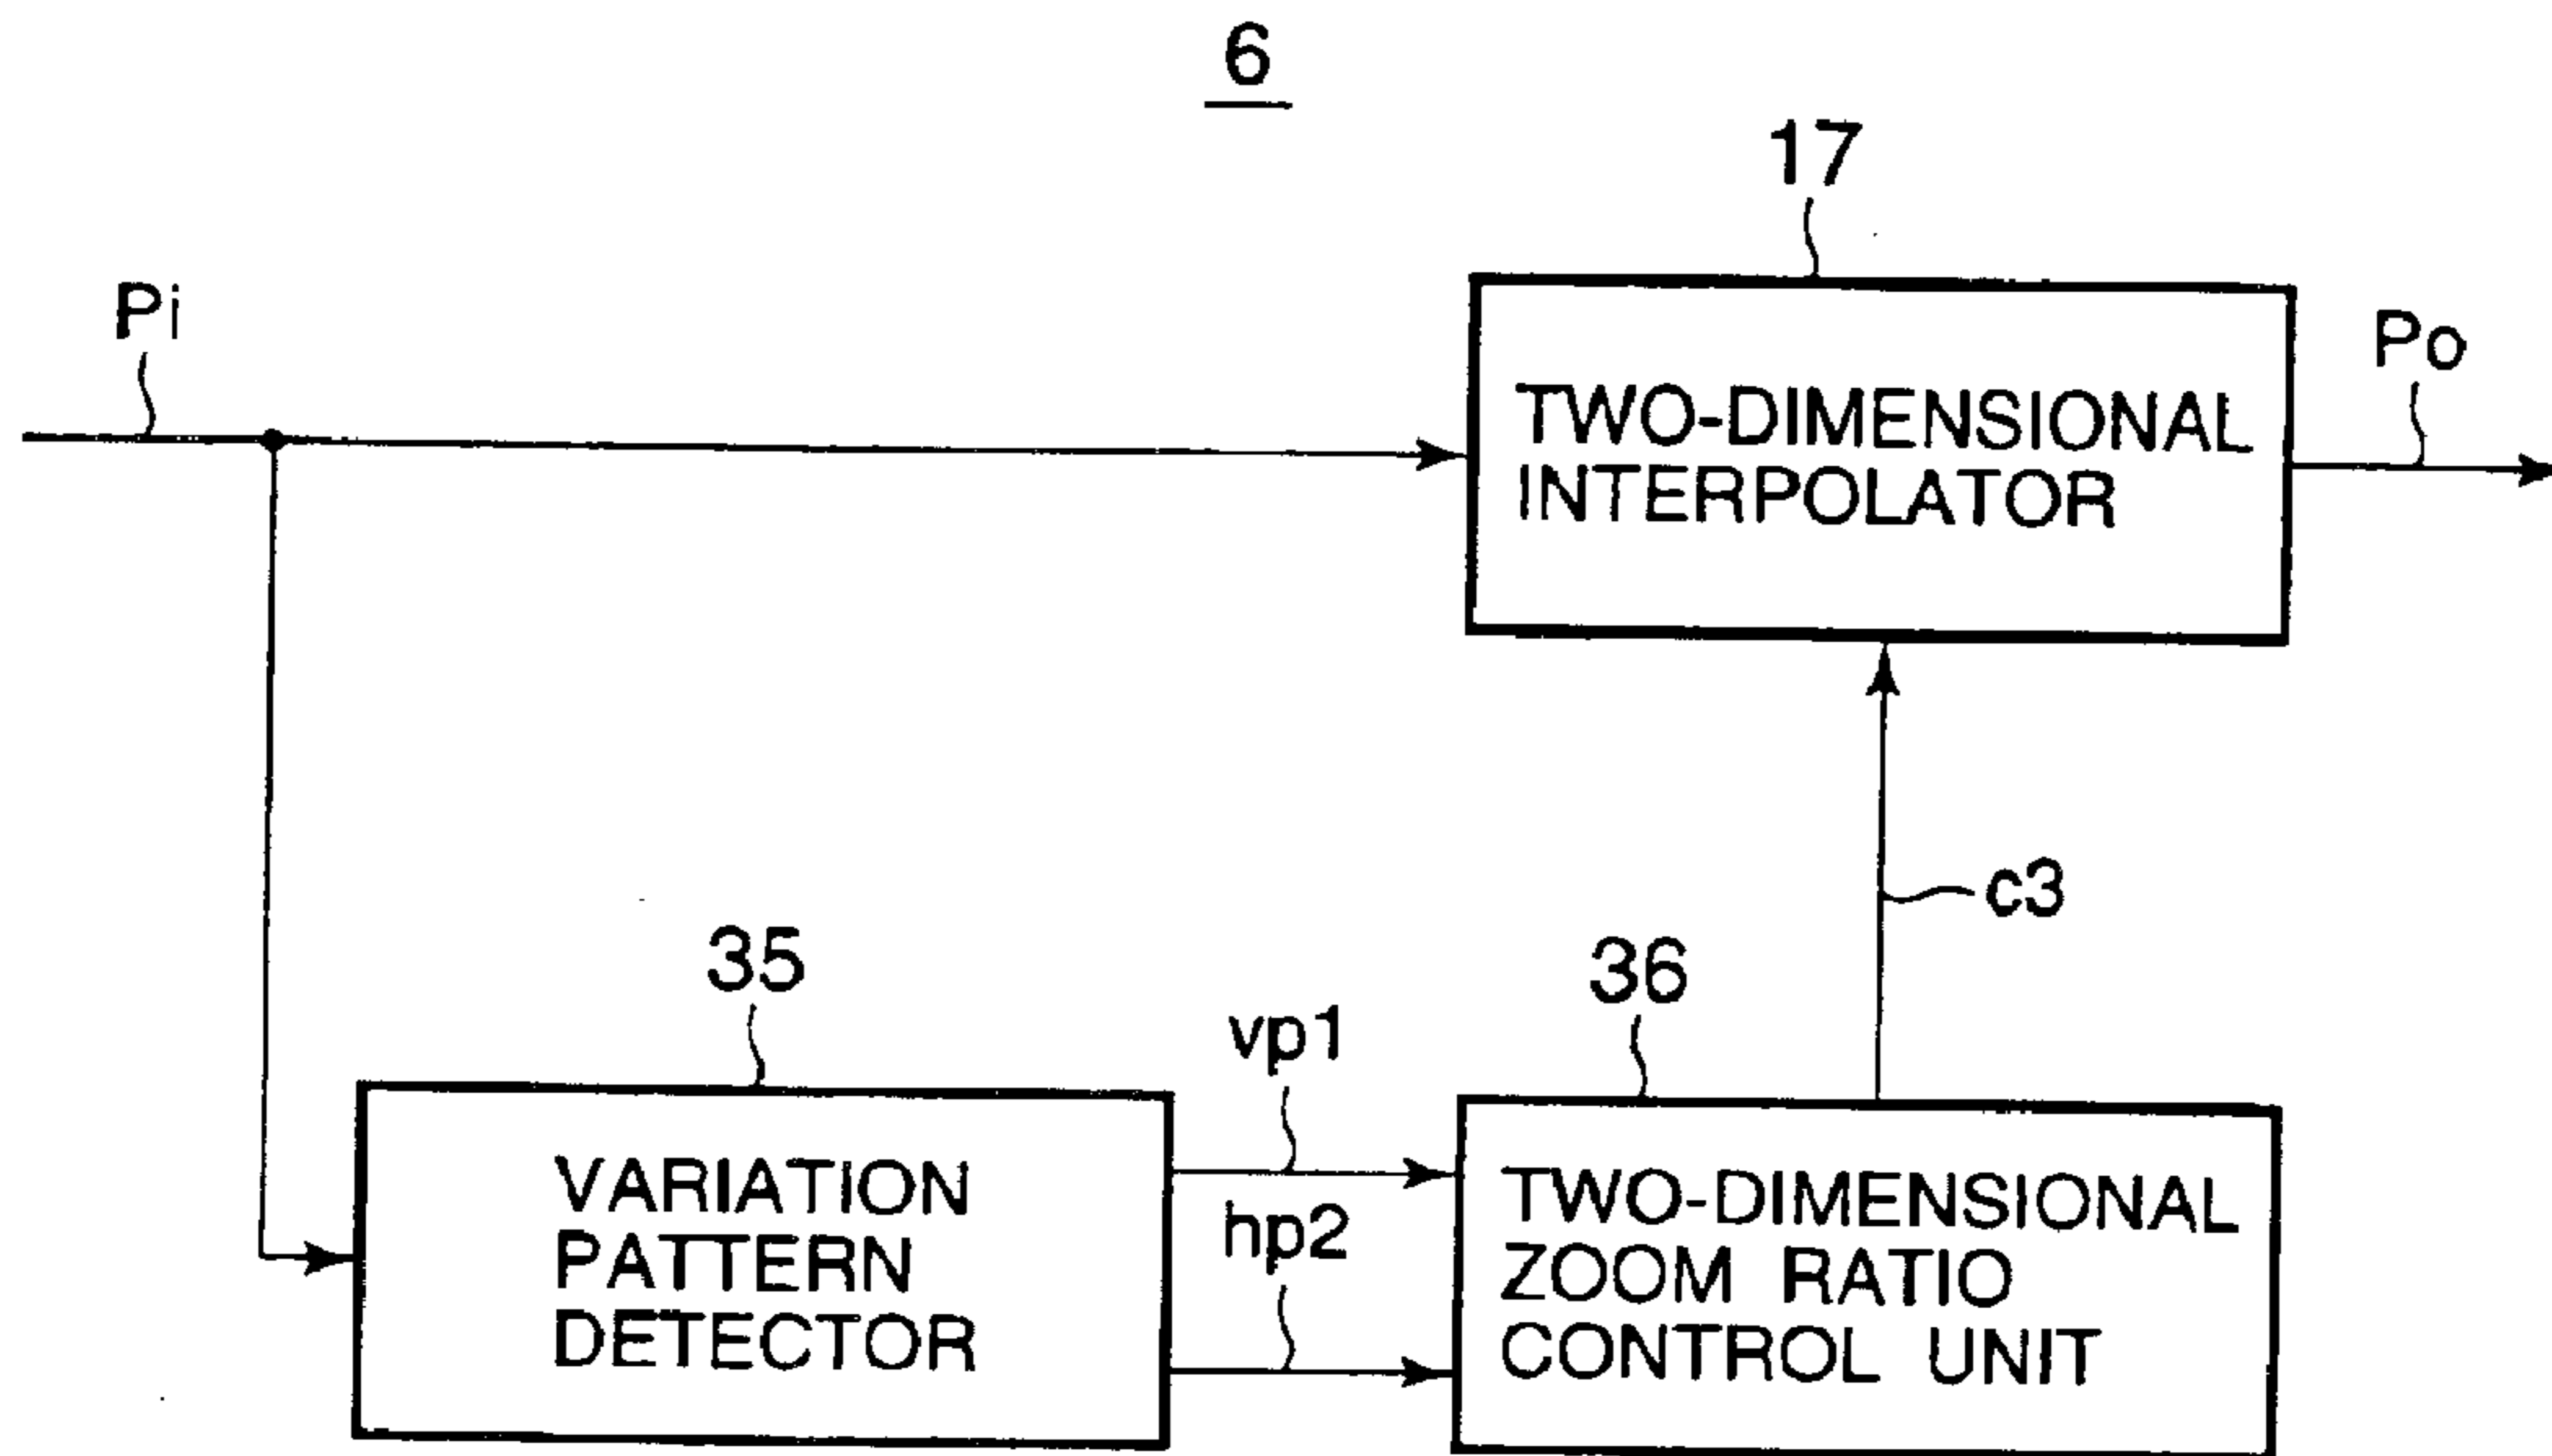 6
17
Pi
Po
TWO-DIMENSIONAL
INTERPOLATOR
c3
35
36
vp1
hp2
VARIATION
PATTERN
DETECTOR
TWO-DIMENSIONAL
ZOOM RATIO
CONTROL UNIT